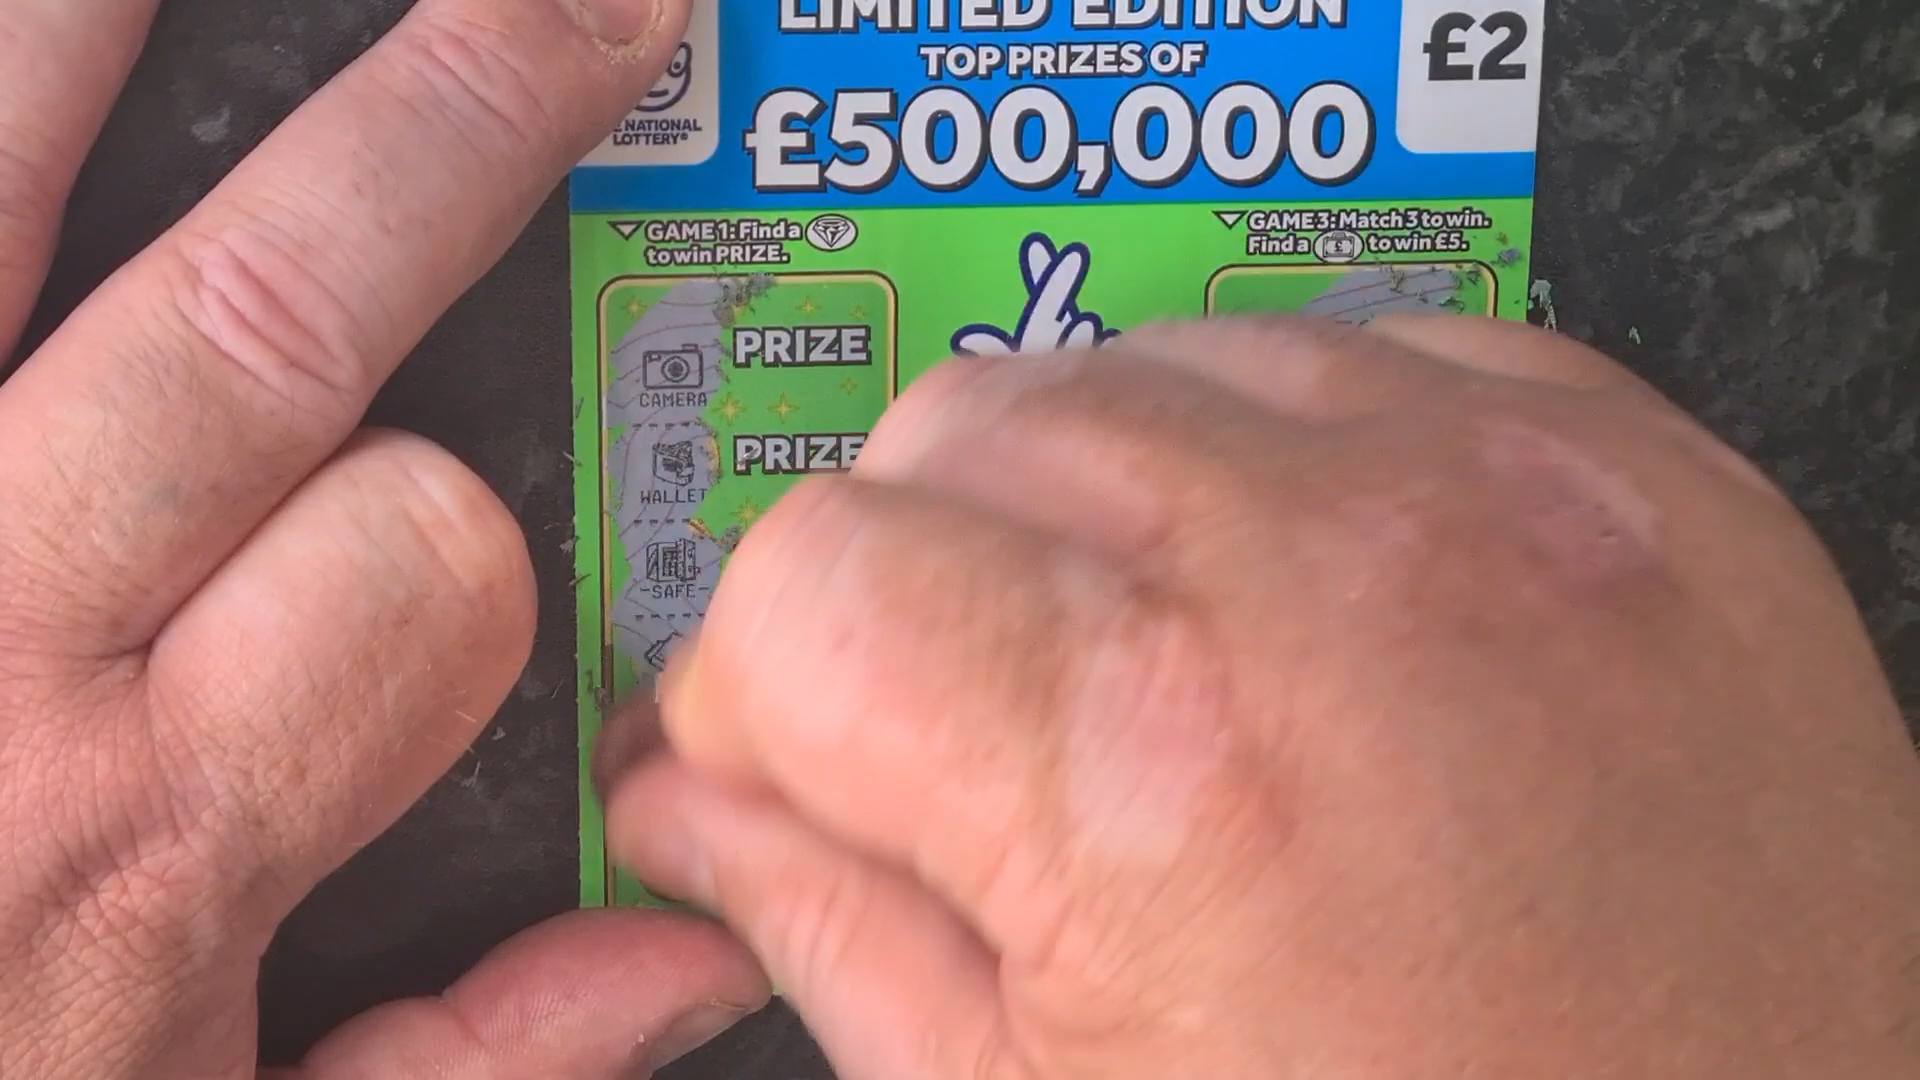 LIMITED EDITION
TOP PRIZES OF
£500,000
£2
NATIONAL
LOTTERY®
GAME 1: Find a
to win PRIZE.
GAME 3: Match 3 to win.
Find a £ to win £5.
PRIZE
CAMERA
PRIZE
WALLET
-SAFE-